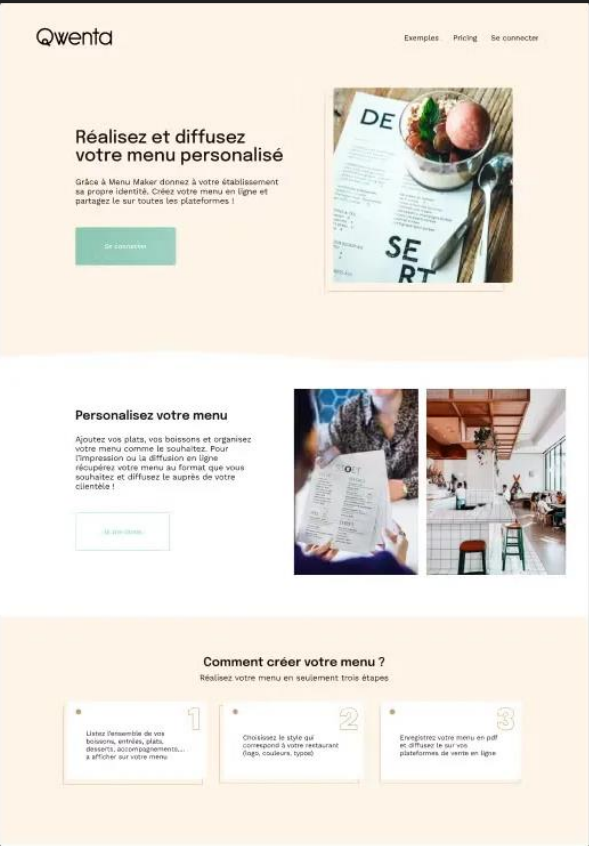 Qwenta
Exemples Pricing Se connecter
Réalisez et diffusez
votre menu personalisé
Grâce à Menu Maker donnez à votre établissement
sa propre identité. Créez votre menu en ligne et
partagez le sur toutes les plateformes !
Se connecter
DE
SE
RT
Personalisez votre menu
Ajoutez vos plats, vos boissons et organisez
votre menu comme le souhaitez. Pour
l'impression ou la diffusion en ligne
récupérez votre menu au format que vous
souhaitez et diffusez le auprès de votre
clientèle !
STOET
Comment créer votre menu ?
Réalisez votre menu en seulement trois étapes
1
Listez l'ensemble de vos
boissons, entrées, plats,
desserts, accompagnements...
a afficher sur votre menu
2
Choisissez le style qui
correspond à votre restaurant
(logo, couleurs, typos)
3
Enregistrez votre menu en pdf
et diffusez le sur vos
plateformes de vente en ligne